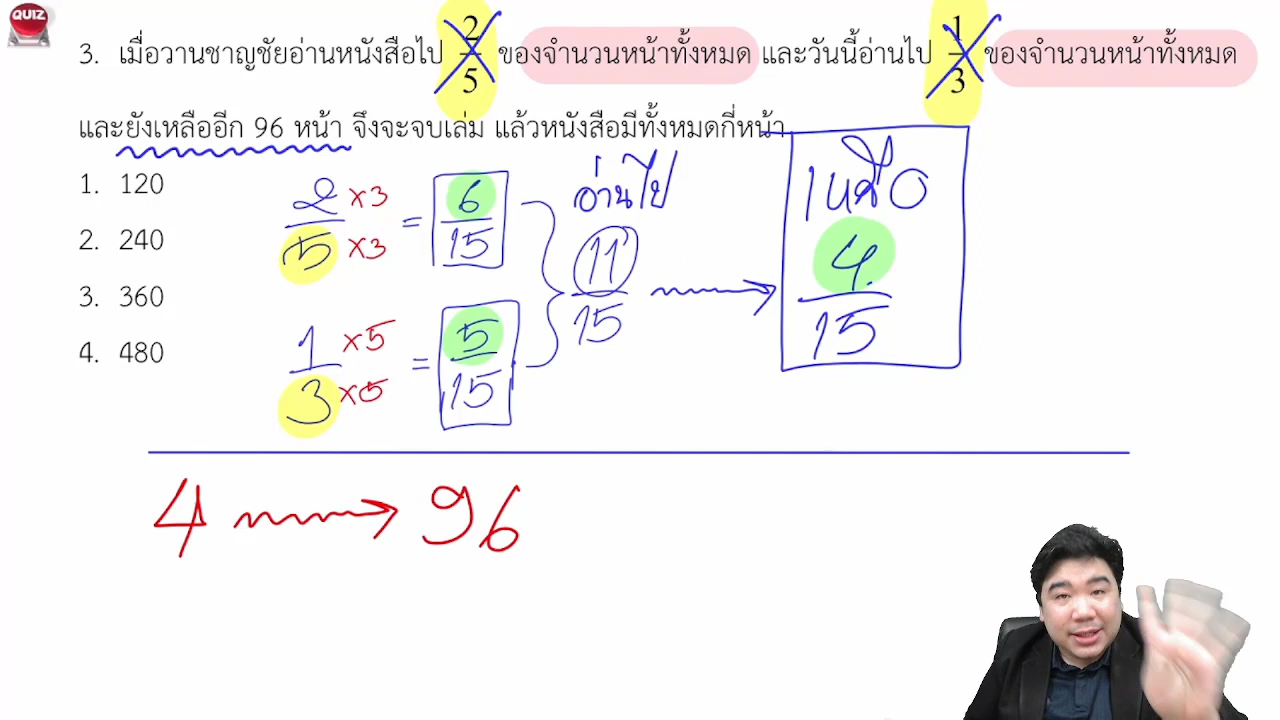 QUIZ
3. เมื่อวานชาญชัยอ่านหนังสือไป 2/5 ของจำนวนหน้าทั้งหมด และวันนี้อ่านไป 1/3 ของจำนวนหน้าทั้งหมด
และยังเหลืออีก 96 หน้า จึงจะจบเล่ม แล้วหนังสือมีทั้งหมดกี่หน้า
1. 120
2. 240
3. 360
4. 480
2/5 ×3/×3 = 6/15
1/3 ×5/×5 = 5/15
อ่านไป
11/15
เหลือ
4/15
4 → 96